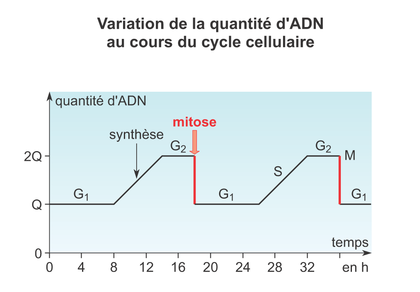 Variation de la quantité d'ADN
au cours du cycle cellulaire
quantité d'ADN
mitose
synthèse
G2
G2
2Q
M
S
G1
G1
G1
Q
0
temps
0 4 8 12 16 20 24 28 32 36 en h